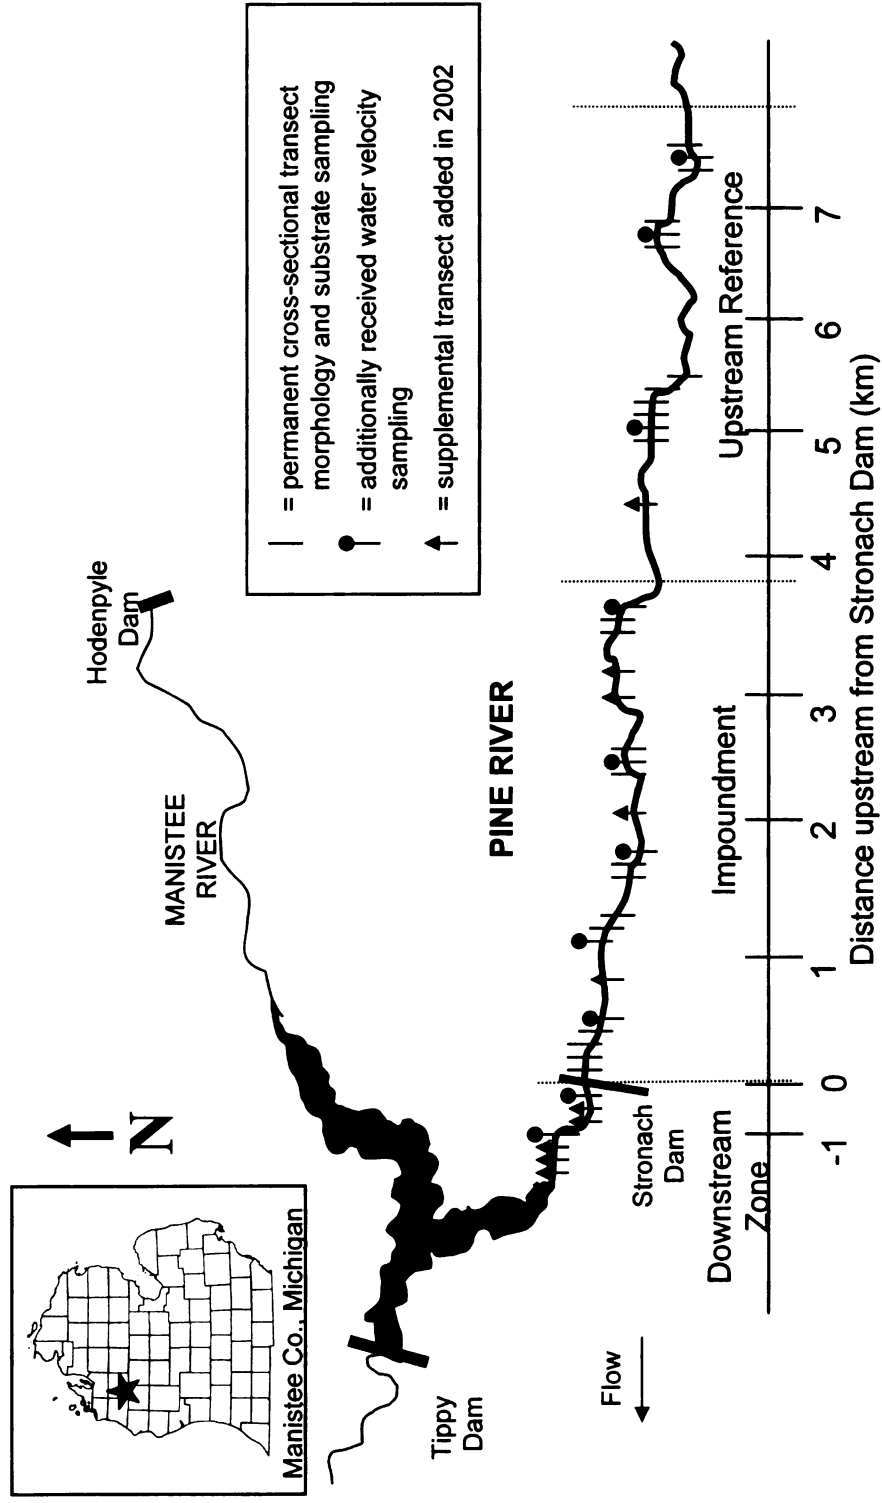 Manistee Co., Michigan
N
Hodenpyle
Dam
MANISTEE
RIVER
| = permanent cross-sectional transect
morphology and substrate sampling
= additionally received water velocity
sampling
= supplemental transect added in 2002
PINE RIVER
Tippy
Dam
Flow
Stronach
Dam
Downstream
Zone
Impoundment
Upstream Reference
-1 0 1 2 3 4 5 6 7
Distance upstream from Stronach Dam (km)